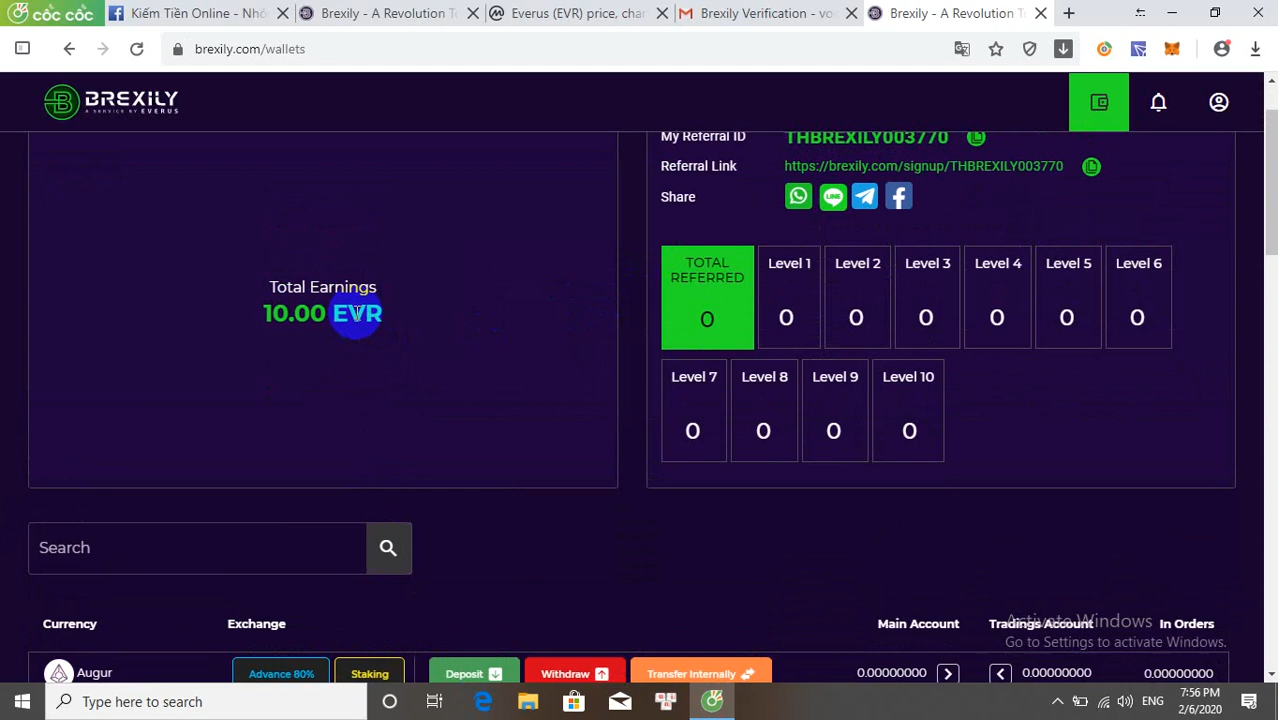 cốc cốc
Kiếm Tiền Online - Nhó
Brexily - A Revolution
Everus (EVR) price, char
Brexily Verification -
Brexily - A Revolution T
brexily.com/wallets
BREXILY
A SERVICE BY EVERUS
My Referral ID THBREXILY003770
Referral Link https://brexily.com/signup/THBREXILY003770
Share
LINE
TOTAL REFERRED
0
Level 1
0
Level 2
0
Level 3
0
Level 4
0
Level 5
0
Level 6
0
Total Earnings
10.00 EVR
Level 7
0
Level 8
0
Level 9
0
Level 10
0
Search
Currency Exchange Main Account Tradings Account In Orders
Augur Advance 80% Staking Deposit Withdraw Transfer Internally 0.00000000 0.00000000 0.00000000
Activate Windows
Go to Settings to activate Windows.
Type here to search
ENG
7:56 PM
2/6/2020